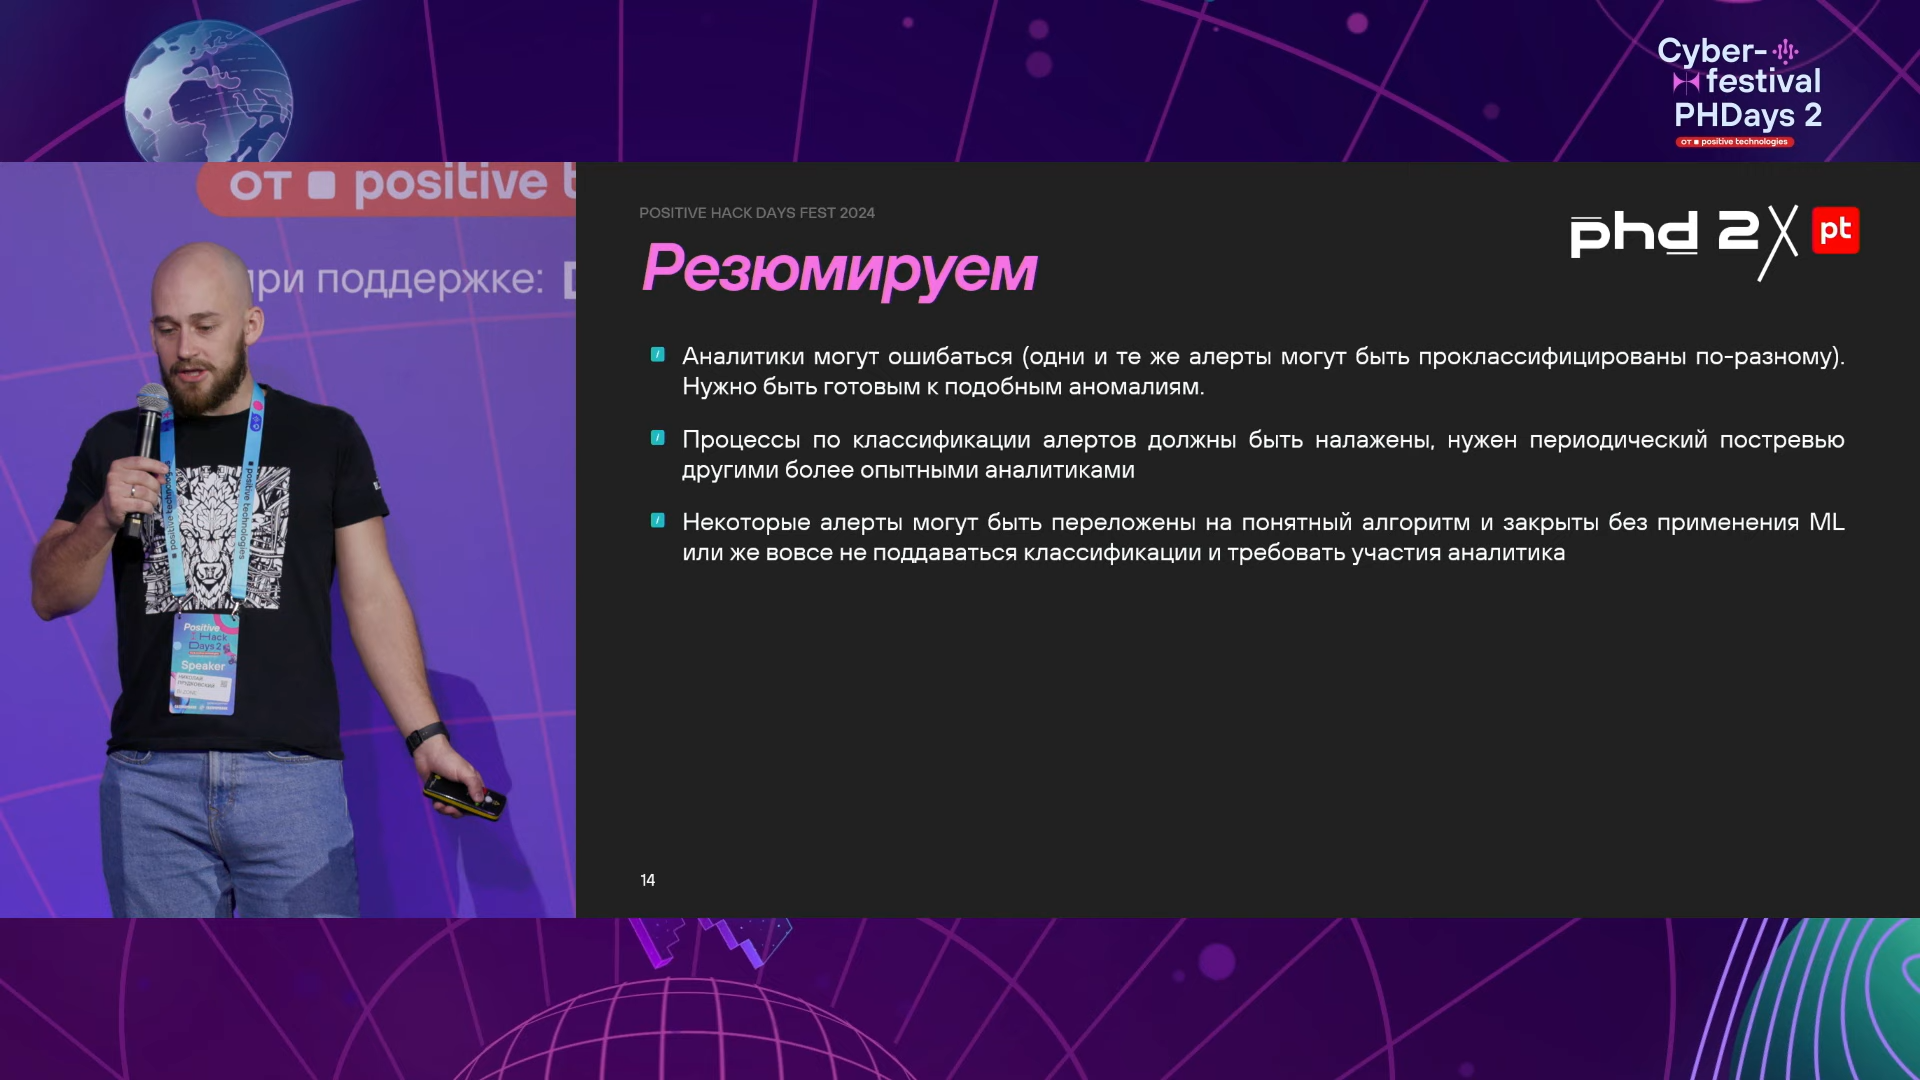 Cyber-
festival
PHDays 2
от positive technologies
от positive t
при поддержке:
POSITIVE HACK DAYS FEST 2024
phd 2
pt
Резюмируем
Аналитики могут ошибаться (одни и те же алерты могут быть проклассифицированы по-разному).
Нужно быть готовым к подобным аномалиям.
Процессы по классификации алертов должны быть налажены, нужен периодический постревью
другими более опытными аналитиками
Некоторые алерты могут быть переложены на понятный алгоритм и закрыты без применения ML
или же вовсе не поддаваться классификации и требовать участия аналитика
14
positive technologies
positive technologies
Positive
Hack
Days 2
Speaker
НИКОЛАЙ